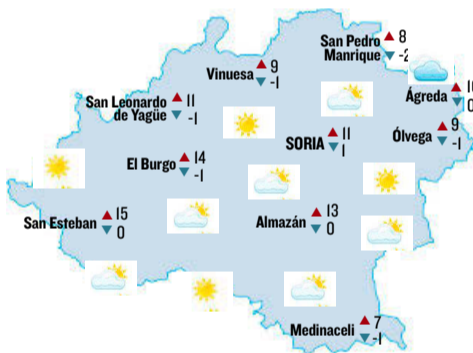 San Pedro
Manrique
8
-2
Vinuesa
9
-1
Ágreda
0
San Leonardo
de Yagüe
11
-1
Ólvega
9
-1
SORIA
11
1
El Burgo
14
-1
San Esteban
15
0
Almazán
13
0
Medinaceli
7
-1